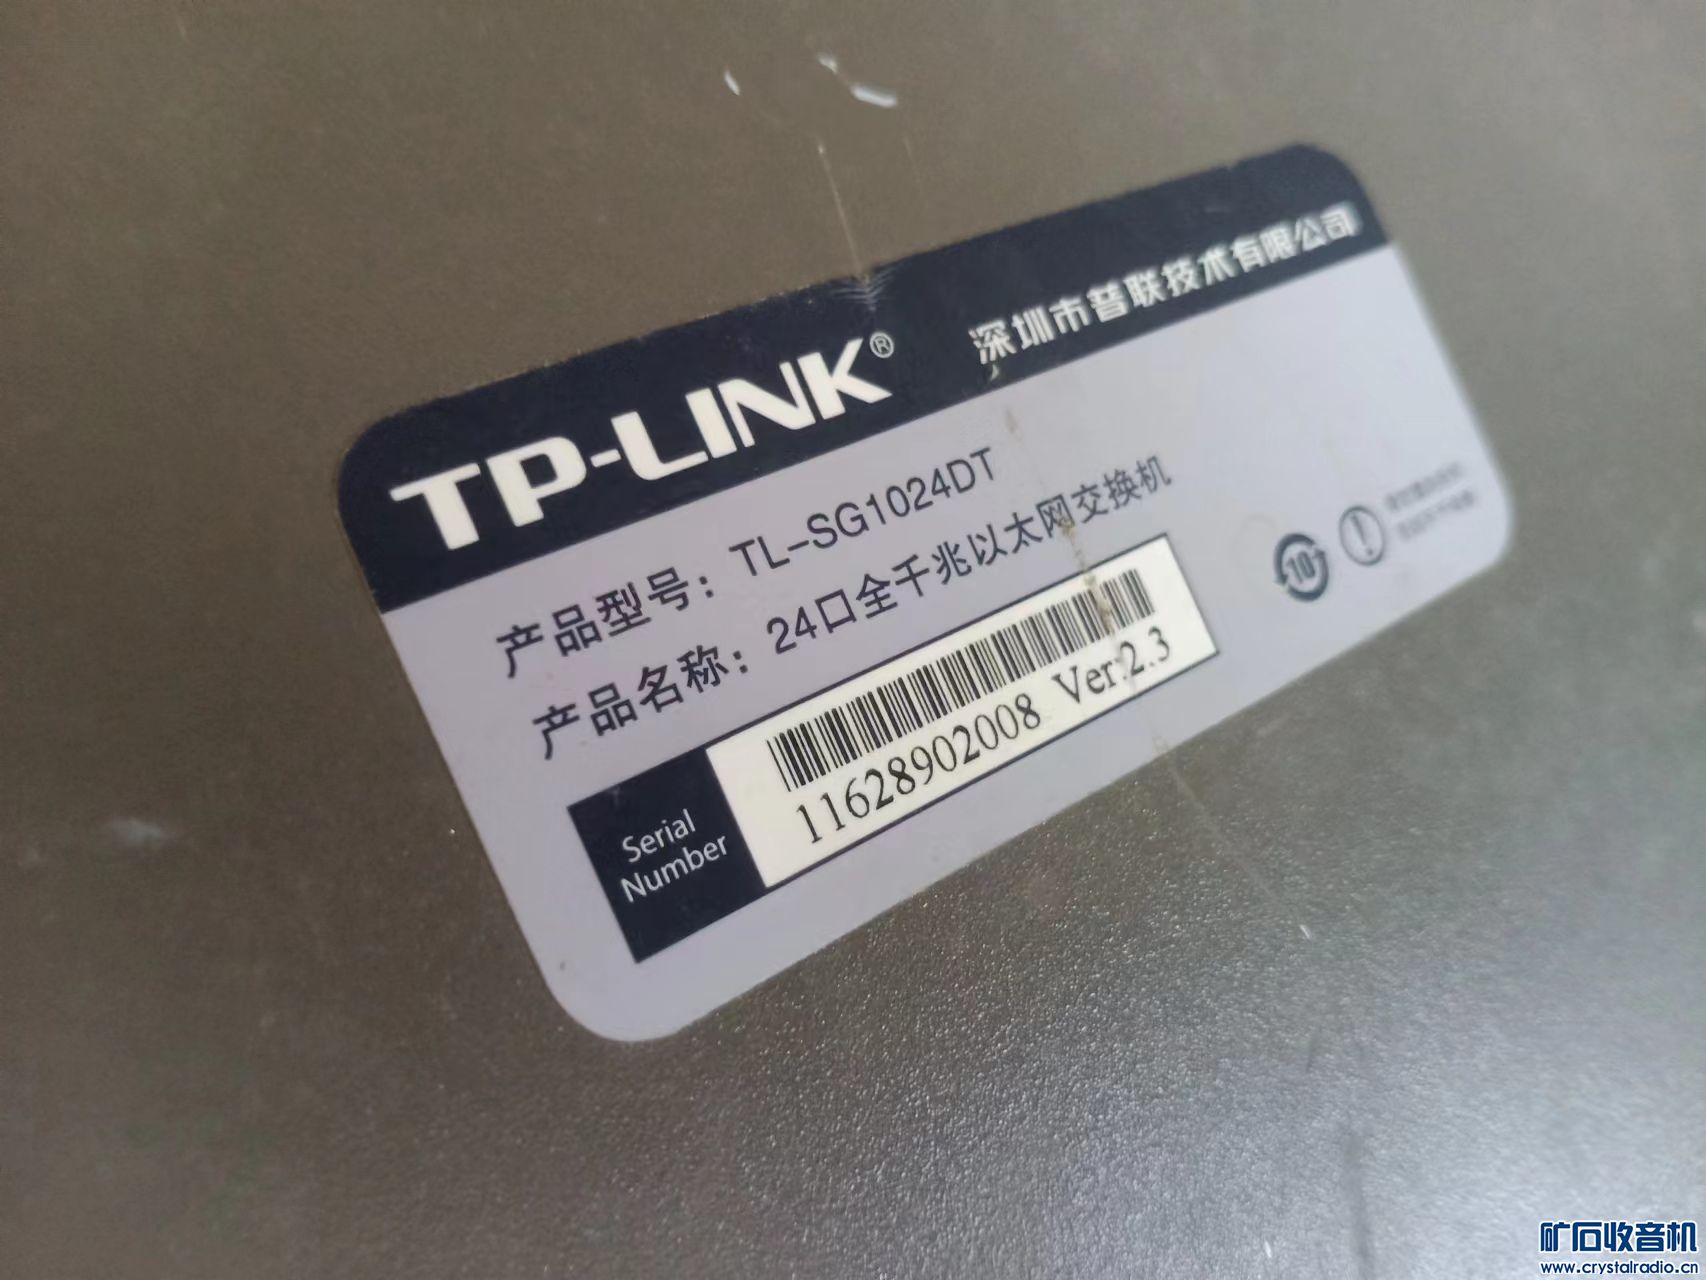 TP-LINK®
深圳市普联技术有限公司
产品型号：TL-SG1024DT
产品名称：24口全千兆以太网交换机
Serial
Number
11628902008 Ver:2.3
10
矿石收音机
www.crystalradio.cn